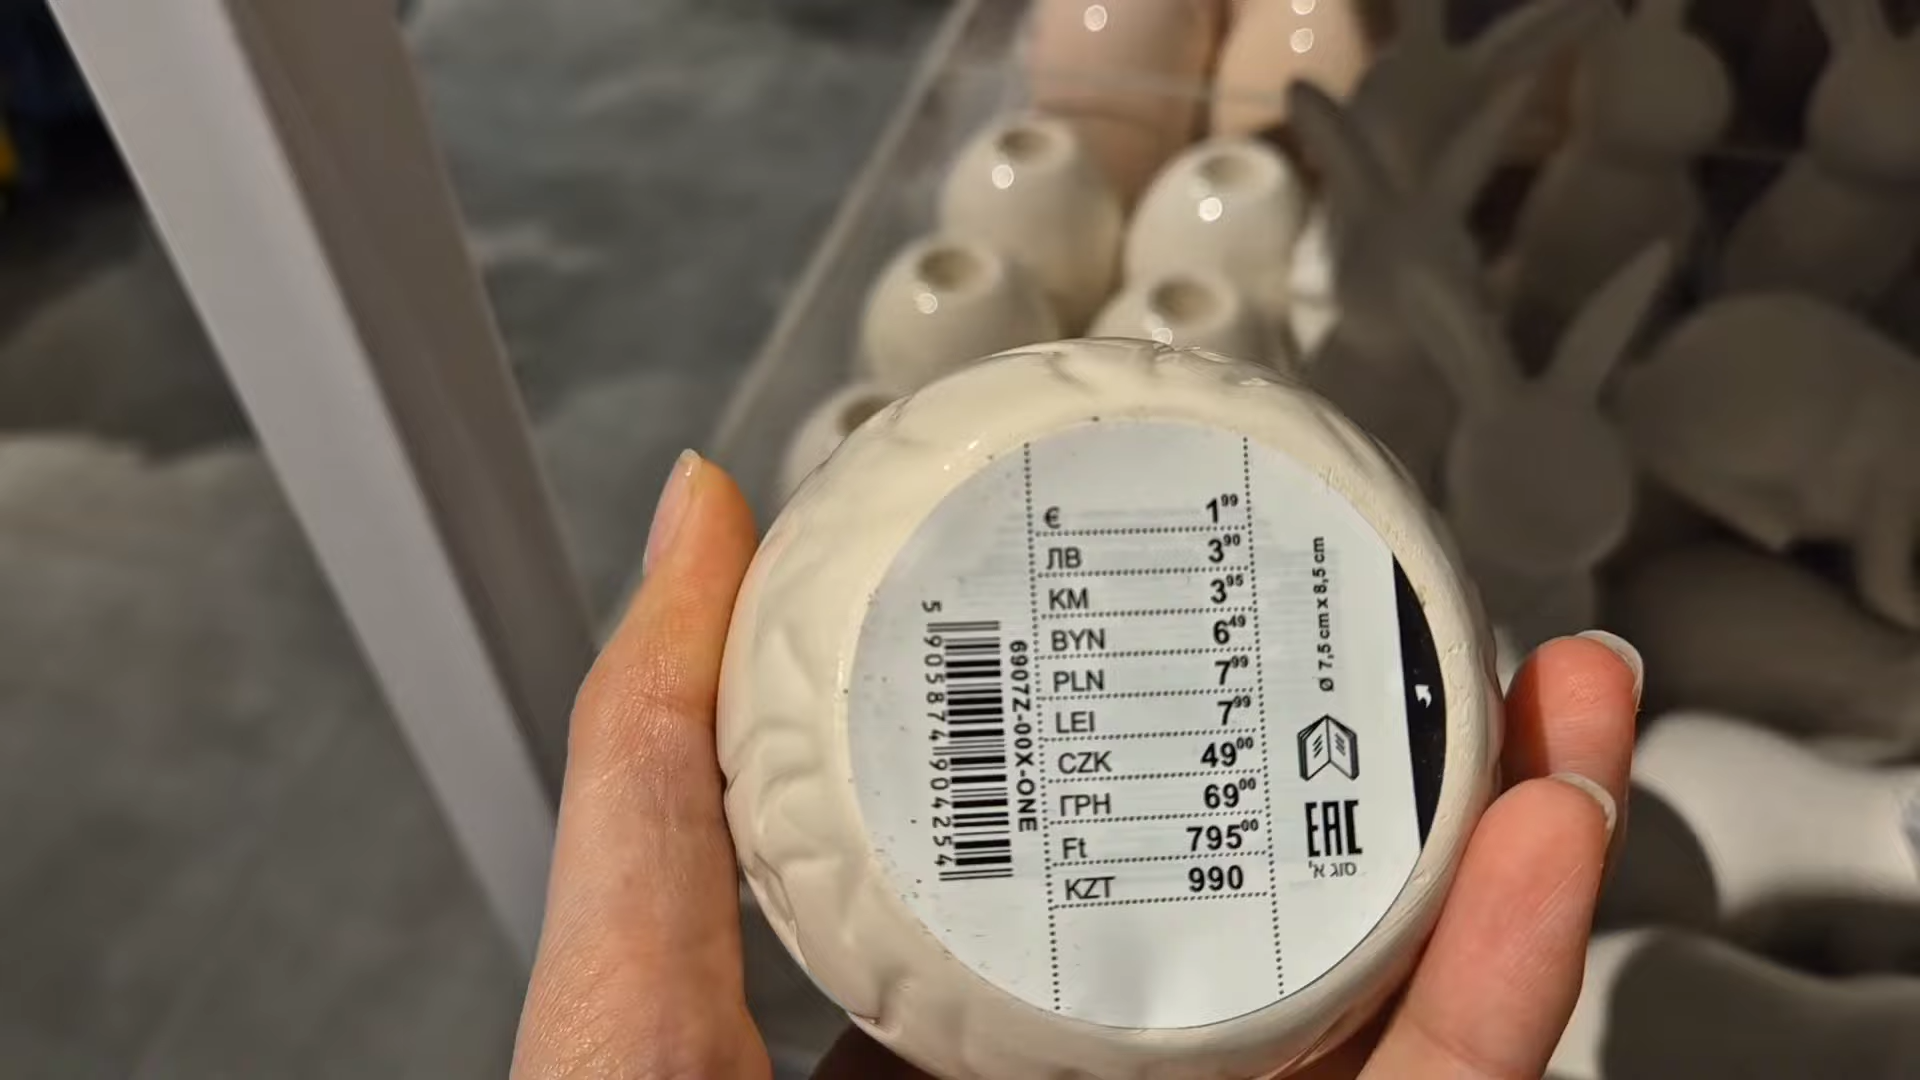 € 1⁹⁹
ЛВ 3⁹⁰
KM 3⁹⁵
BYN 6⁴⁹
PLN 7⁹⁹
LEI 7⁹⁹
CZK 49⁰⁰
ГРН 69⁰⁰
Ft 795⁰⁰
KZT 990
5 905874 904254
6907Z-00X-ONE
Ø 7,5 cm x 8,5 cm
EAC
סוג א'